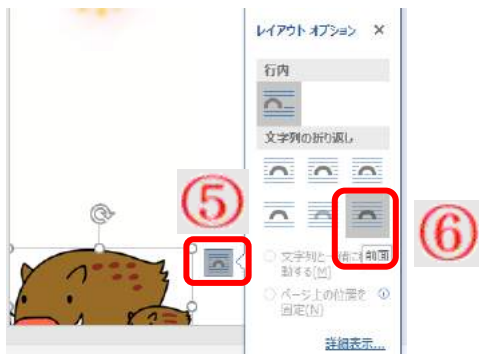 レイアウト オプション ×
行内
文字列の折り返し
⑤
前面
⑥
文字列と一緒に移
動する(M)
ページ上の位置を
固定(N)
詳細表示...